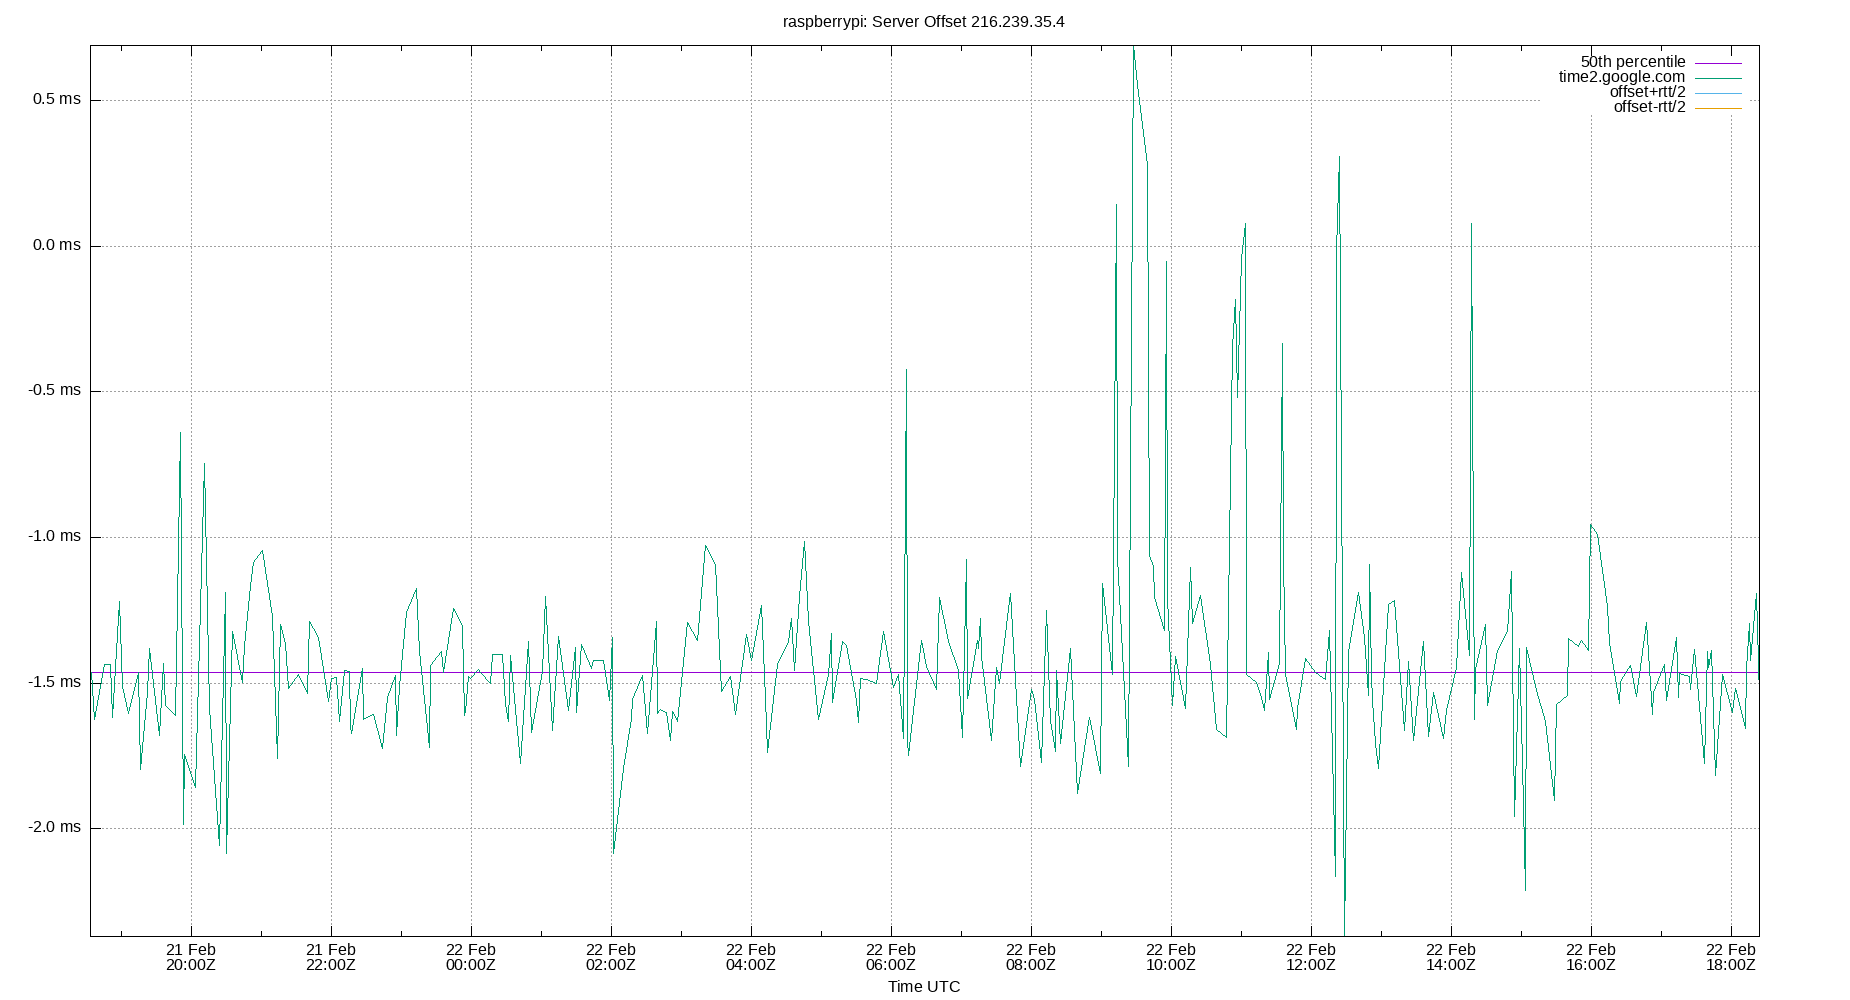 raspberrypi: Server Offset 216.239.35.4
50th percentile
time2.google.com
offset+rtt/2
offset-rtt/2
0.5 ms
0.0 ms
-0.5 ms
-1.0 ms
-1.5 ms
-2.0 ms
21 Feb 21 Feb 22 Feb 22 Feb 22 Feb 22 Feb 22 Feb 22 Feb 22 Feb 22 Feb 22 Feb 22 Feb
20:00Z 22:00Z 00:00Z 02:00Z 04:00Z 06:00Z 08:00Z 10:00Z 12:00Z 14:00Z 16:00Z 18:00Z
Time UTC